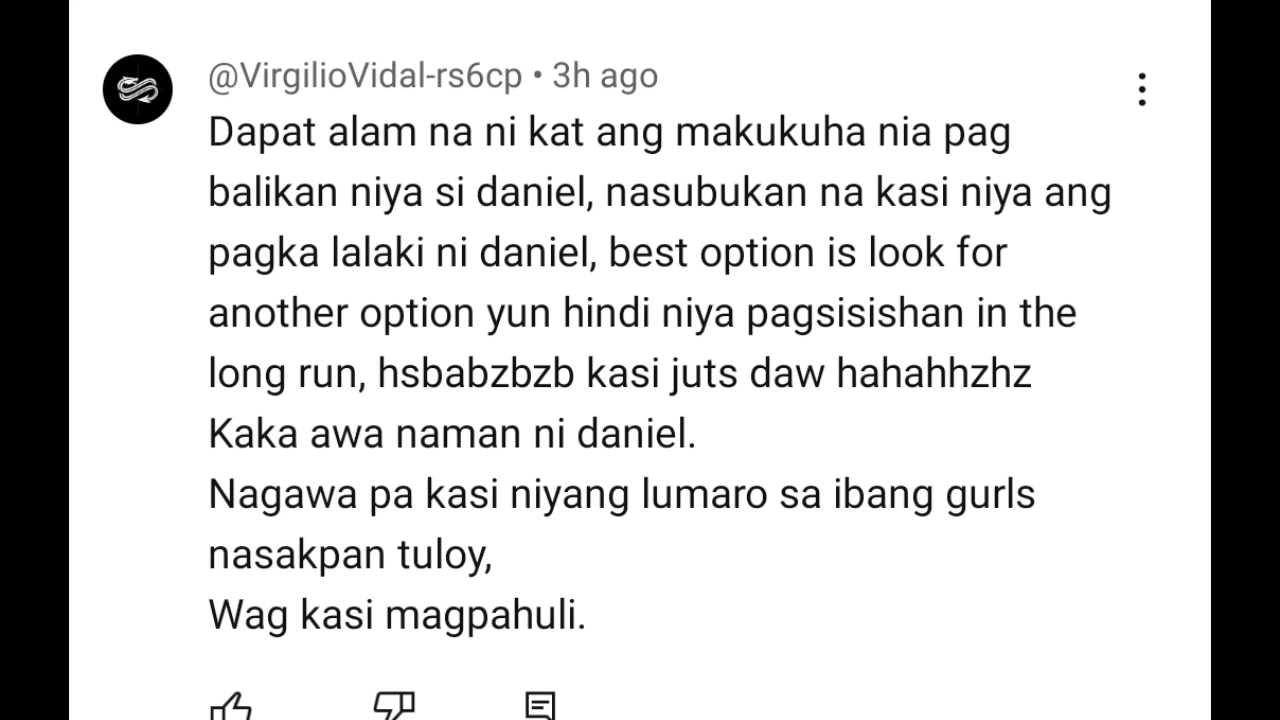 @VirgilioVidal-rs6cp • 3h ago
Dapat alam na ni kat ang makukuha nia pag
balikan niya si daniel, nasubukan na kasi niya ang
pagka lalaki ni daniel, best option is look for
another option yun hindi niya pagsisishan in the
long run, hsbabzbzb kasi juts daw hahahhzhz
Kaka awa naman ni daniel.
Nagawa pa kasi niyang lumaro sa ibang gurls
nasakpan tuloy,
Wag kasi magpahuli.